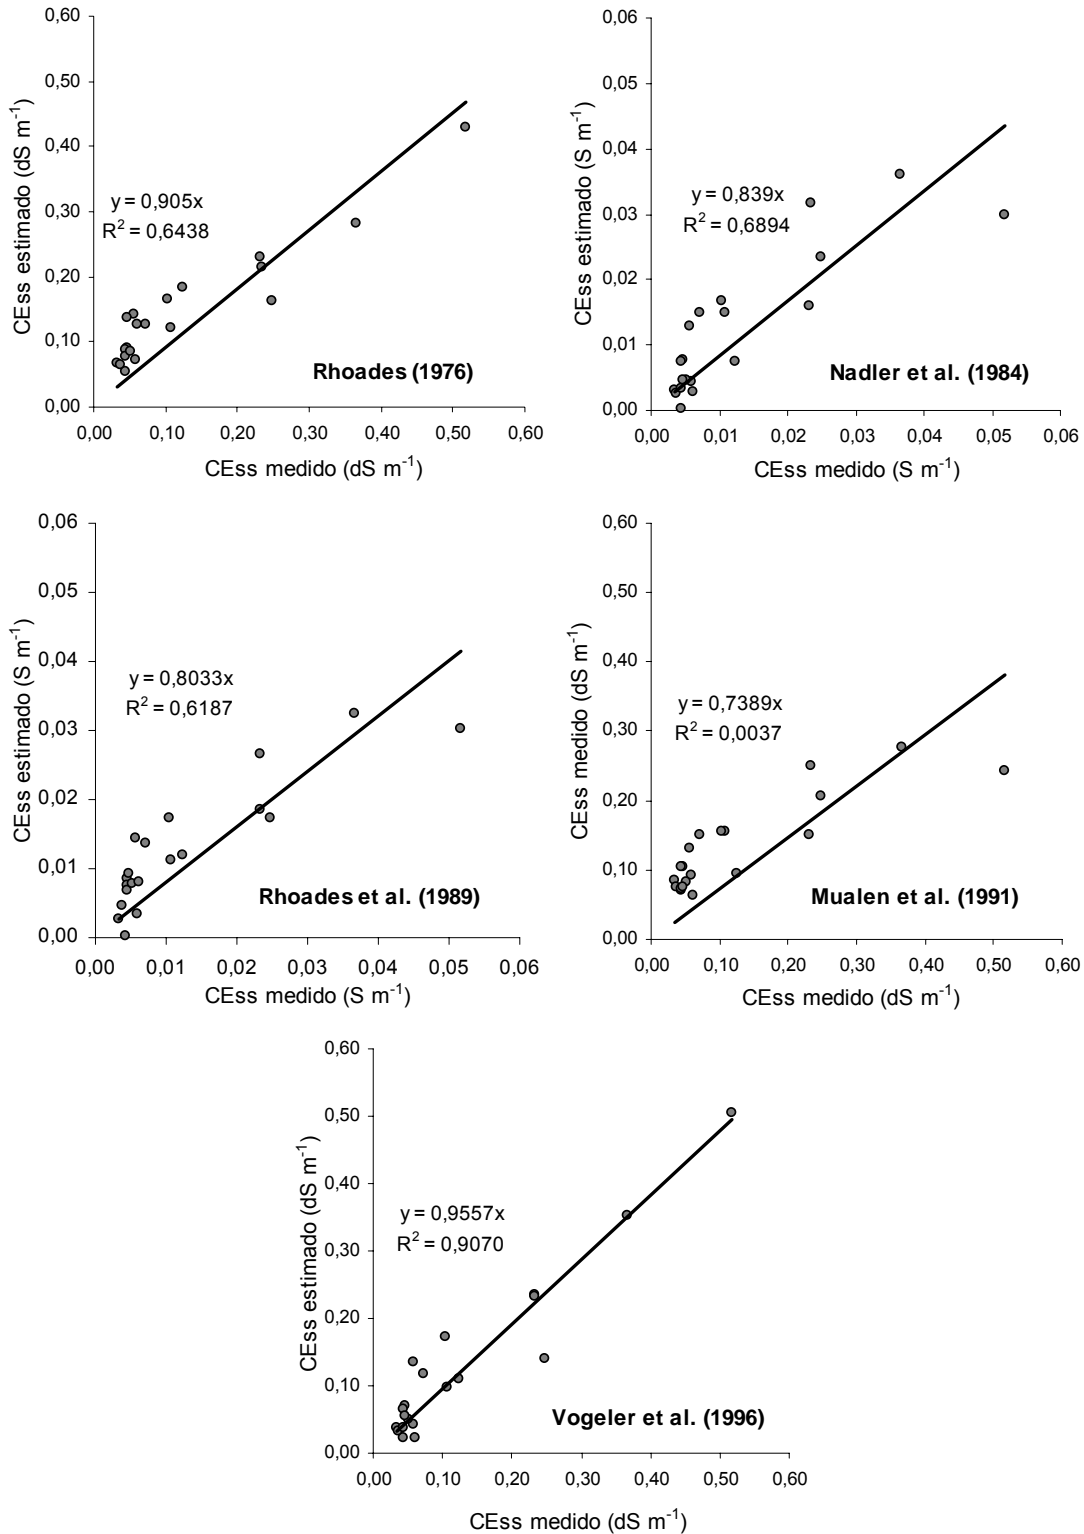 0,60
0,50
0,40
0,30
0,20
0,10
0,00
CEss estimado (dS m⁻¹)
y = 0,905x
R² = 0,6438
Rhoades (1976)
0,00 0,10 0,20 0,30 0,40 0,50 0,60
CEss medido (dS m⁻¹)
0,06
0,05
0,04
0,03
0,02
0,01
0,00
CEss estimado (S m⁻¹)
y = 0,839x
R² = 0,6894
Nadler et al. (1984)
0,00 0,01 0,02 0,03 0,04 0,05 0,06
CEss medido (S m⁻¹)
0,06
0,05
0,04
0,03
0,02
0,01
0,00
CEss estimado (S m⁻¹)
y = 0,8033x
R² = 0,6187
Rhoades et al. (1989)
0,00 0,01 0,02 0,03 0,04 0,05 0,06
CEss medido (S m⁻¹)
0,60
0,50
0,40
0,30
0,20
0,10
0,00
CEss medido (dS m⁻¹)
y = 0,7389x
R² = 0,0037
Mualen et al. (1991)
0,00 0,10 0,20 0,30 0,40 0,50 0,60
CEss medido (dS m⁻¹)
0,60
0,50
0,40
0,30
0,20
0,10
0,00
CEss estimado (dS m⁻¹)
y = 0,9557x
R² = 0,9070
Vogeler et al. (1996)
0,00 0,10 0,20 0,30 0,40 0,50 0,60
CEss medido (dS m⁻¹)